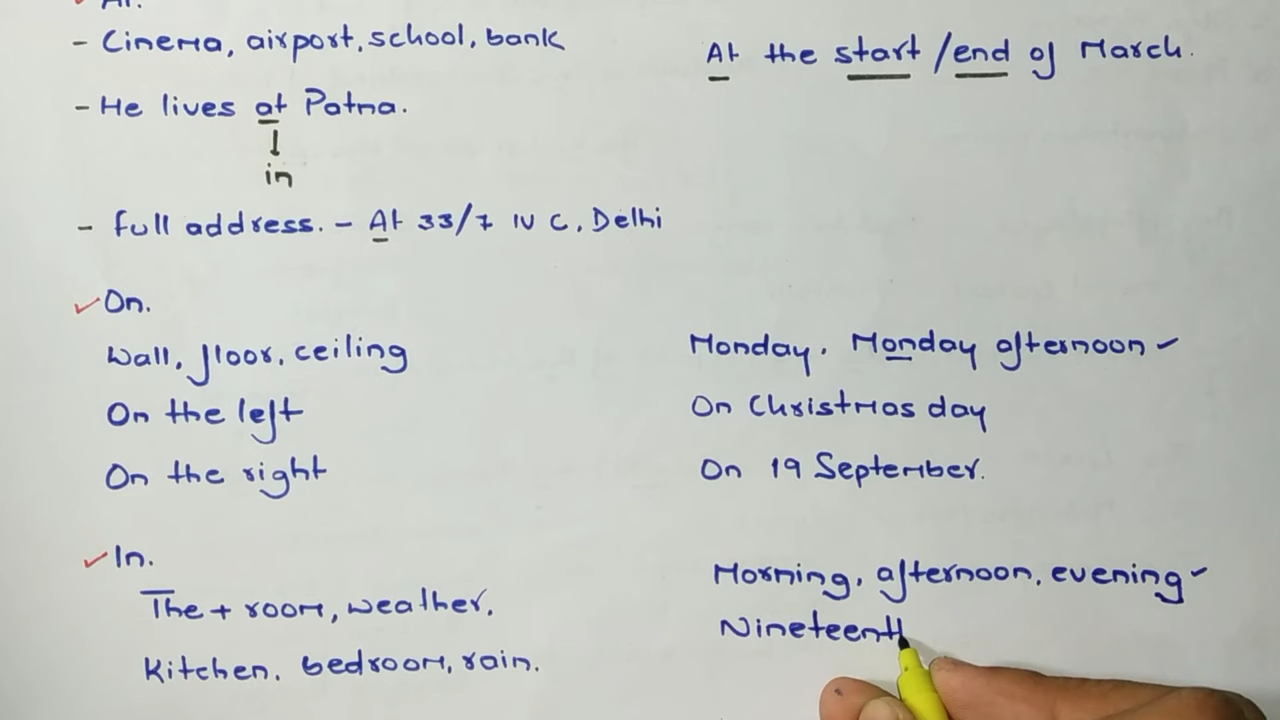 At.
- Cinema, airport, school, bank
At the start / end of March.
- He lives at Patna.
in
- full address. - At 33/7 IV C, Delhi
On.
Wall, floor, ceiling
Monday, Monday afternoon
On the left
On Christmas day
On the right
On 19 September.
In.
Morning, afternoon, evening
The + room, weather,
Nineteenth
Kitchen, bedroom, rain.